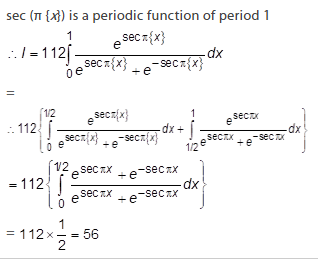 sec (π {x}) is a periodic function of period 1
∴ I = 112 ∫₀¹ e^{secπ{x}} / (e^{secπ{x}} + e^{-secπ{x}}) dx
=
∴ 112 { ∫₀^{1/2} e^{secπ{x}} / (e^{secπ{x}} + e^{-secπ{x}}) dx + ∫_{1/2}^{1} e^{secπx} / (e^{secπx} + e^{-secπx}) dx }
= 112 { ∫₀^{1/2} (e^{secπx} + e^{-secπx}) / (e^{secπx} + e^{-secπx}) dx }
= 112 × 1/2 = 56